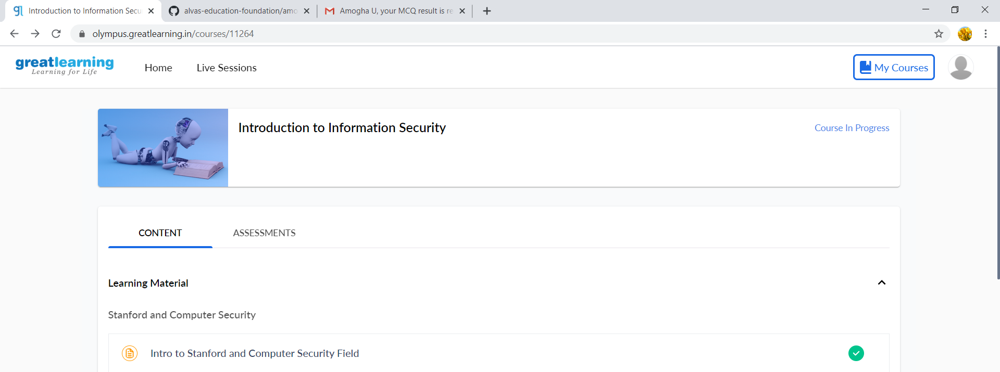 Introduction to Information Secu
alvas-education-foundation/amo
Amogha U, your MCQ result is re
olympus.greatlearning.in/courses/11264
greatlearning
Learning for Life
Home
Live Sessions
My Courses
Introduction to Information Security
Course In Progress
CONTENT
ASSESSMENTS
Learning Material
Stanford and Computer Security
Intro to Stanford and Computer Security Field